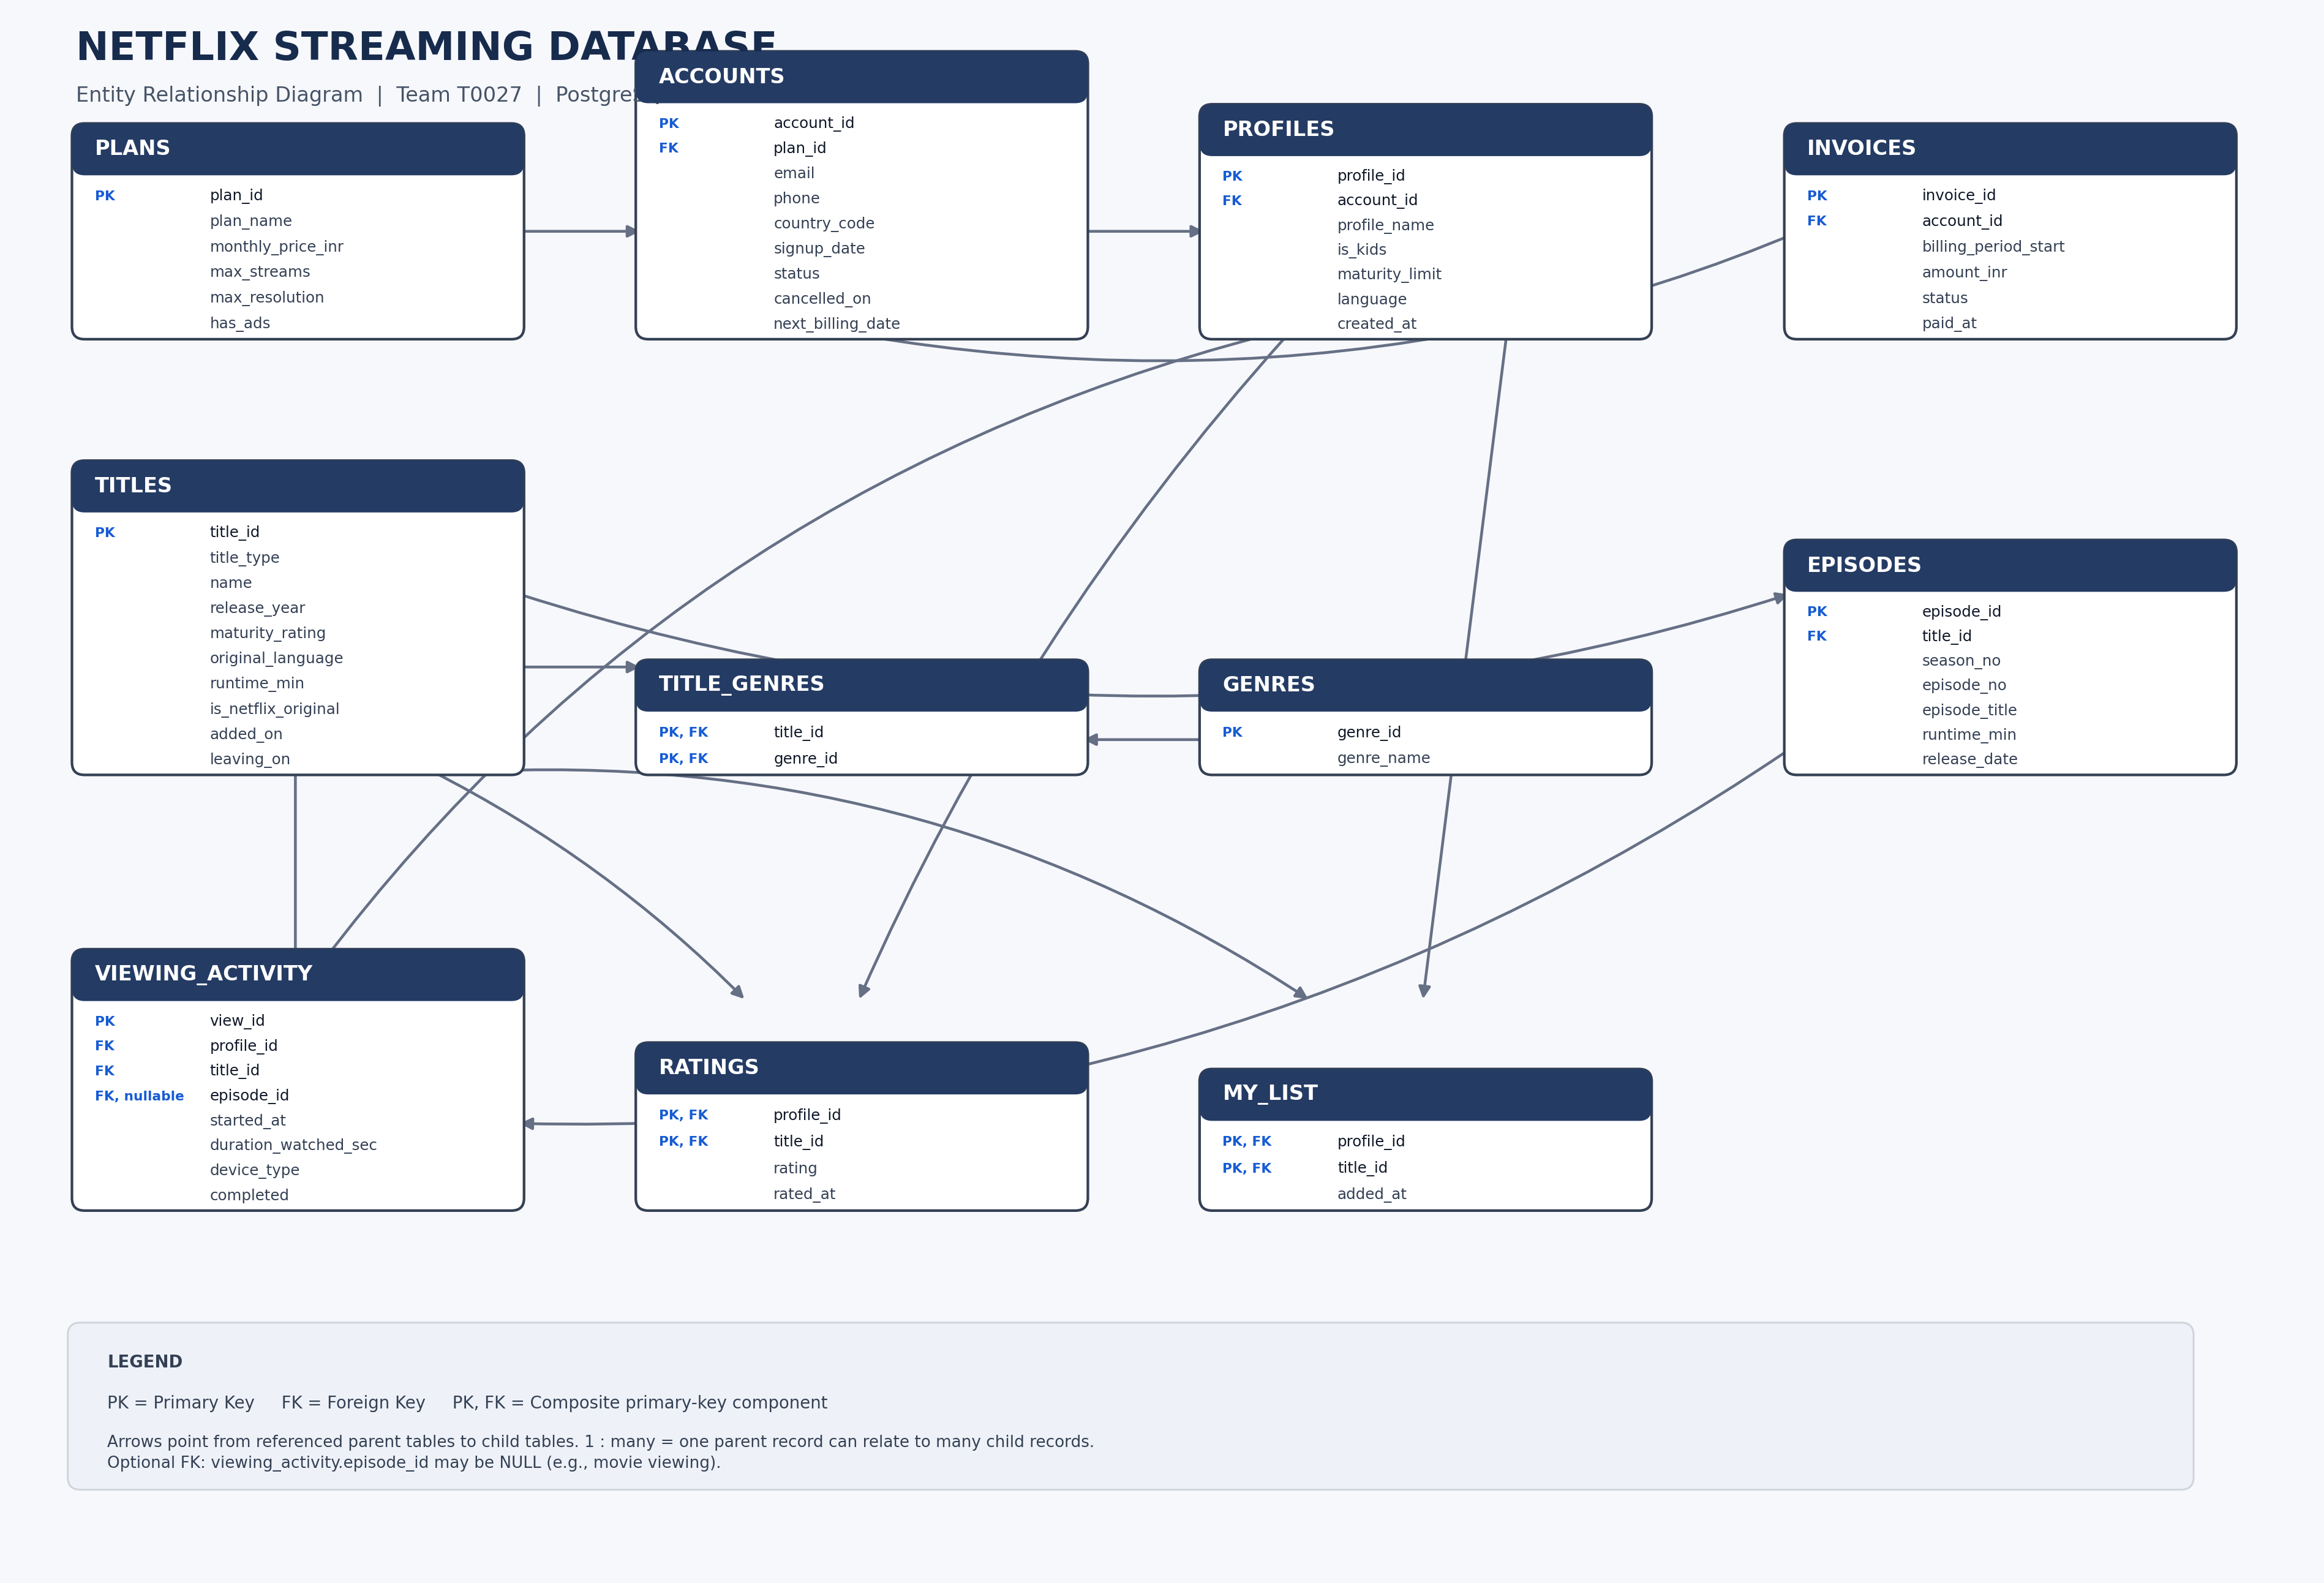 NETFLIX STREAMING DATABASE
Entity Relationship Diagram | Team T0027 |
PLANS
PK plan_id
plan_name
monthly_price_inr
max_streams
max_resolution
has_ads
ACCOUNTS
PK account_id
FK plan_id
email
phone
country_code
signup_date
status
cancelled_on
next_billing_date
PROFILES
PK profile_id
FK account_id
profile_name
is_kids
maturity_limit
language
created_at
INVOICES
PK invoice_id
FK account_id
billing_period_start
amount_inr
status
paid_at
TITLES
PK title_id
title_type
name
release_year
maturity_rating
original_language
runtime_min
is_netflix_original
added_on
leaving_on
TITLE_GENRES
PK, FK title_id
PK, FK genre_id
GENRES
PK genre_id
genre_name
EPISODES
PK episode_id
FK title_id
season_no
episode_no
episode_title
runtime_min
release_date
VIEWING_ACTIVITY
PK view_id
FK profile_id
FK title_id
FK, nullable episode_id
started_at
duration_watched_sec
device_type
completed
RATINGS
PK, FK profile_id
PK, FK title_id
rating
rated_at
MY_LIST
PK, FK profile_id
PK, FK title_id
added_at
LEGEND
PK = Primary Key FK = Foreign Key PK, FK = Composite primary-key component
Arrows point from referenced parent tables to child tables. 1 : many = one parent record can relate to many child records.
Optional FK: viewing_activity.episode_id may be NULL (e.g., movie viewing).